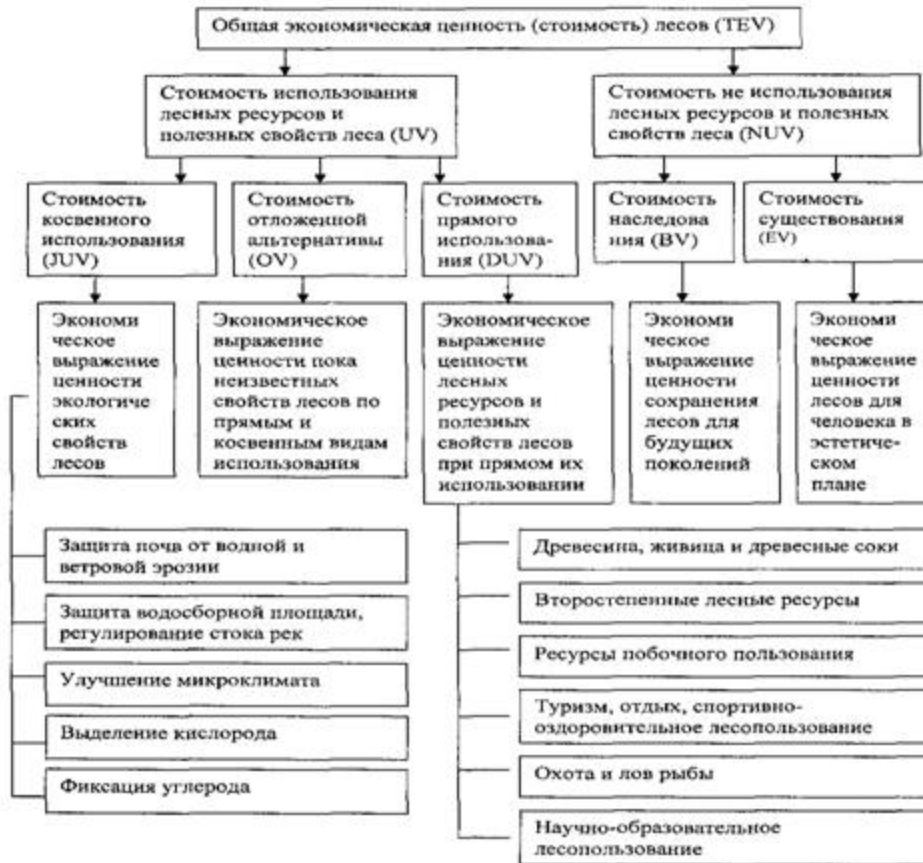 Общая экономическая ценность (стоимость) лесов (TEV)
Стоимость использования
лесных ресурсов и
полезных свойств леса (UV)
Стоимость не использования
лесных ресурсов и полезных
свойств леса (NUV)
Стоимость
косвенного
использования
(JUV)
Стоимость
отложенной
альтернативы
(OV)
Стоимость
прямого
использова-
ния (DUV)
Стоимость
наследова
ния (BV)
Стоимость
существования
(EV)
Экономи
ческое
выражение
ценности
экологиче
ских
свойств
лесов
Экономическое
выражение
ценности пока
неизвестных
свойств лесов по
прямым и
косвенным видам
использования
Экономическое
выражение
ценности
лесных
ресурсов и
полезных
свойств лесов
при прямом их
использовании
Экономи
ческое
выражение
ценности
сохранения
лесов для
будущих
поколений
Экономи
ческое
выражение
ценности
лесов для
человека в
эстетиче-
ском
плане
Защита почв от водной и
ветровой эрозии
Защита водосборной площади,
регулирование стока рек
Улучшение микроклимата
Выделение кислорода
Фиксация углерода
Древесина, живица и древесные соки
Второстепенные лесные ресурсы
Ресурсы побочного пользования
Туризм, отдых, спортивно-
оздоровительное лесопользование
Охота и лов рыбы
Научно-образовательное
лесопользование